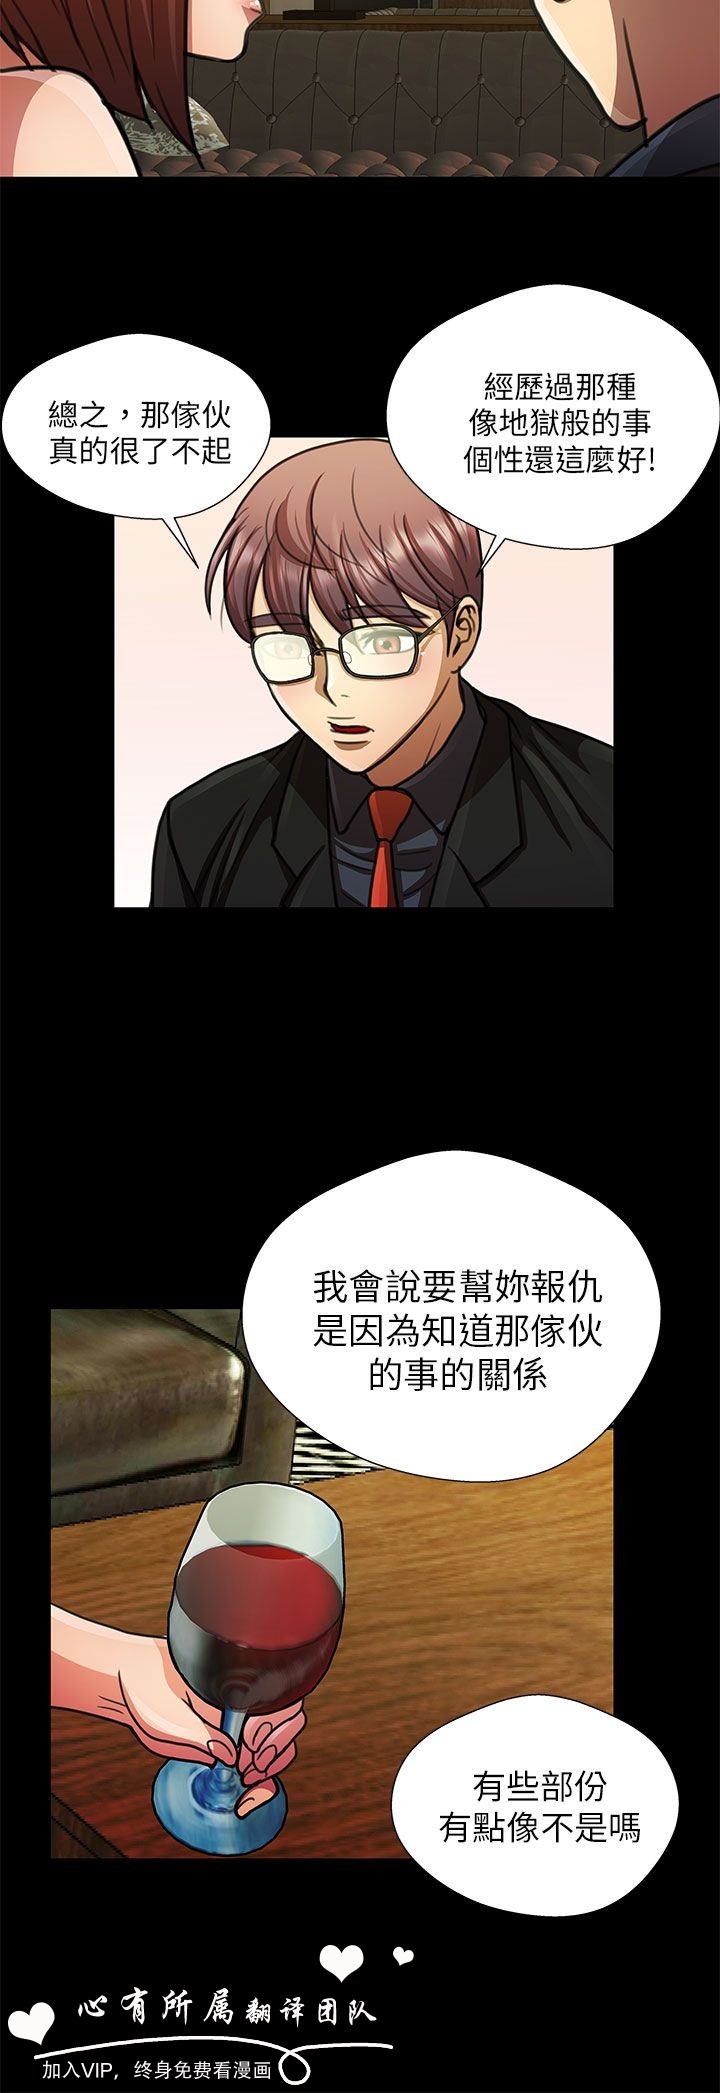 總之，那傢伙
真的很了不起
經歷過那種
像地獄般的事
個性還這麼好!
我會說要幫妳報仇
是因為知道那傢伙
的事的關係
有些部份
有點像不是嗎
心有所属翻译团队
加入VIP，终身免费看漫画